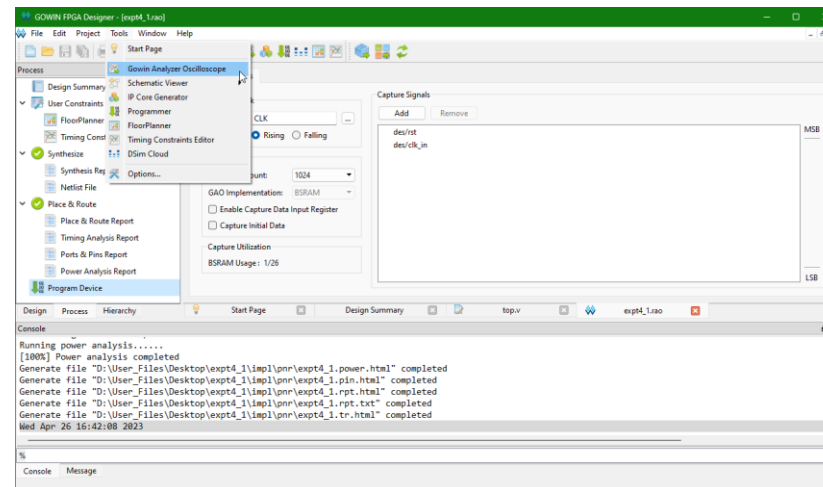 GOWIN FPGA Designer - [expt4_1.rao]
File Edit Project Tools Window Help
Start Page
Gowin Analyzer Oscilloscope
Schematic Viewer
IP Core Generator
Programmer
FloorPlanner
Timing Constraints Editor
DSim Cloud
Options...
Process
Design Summary
User Constraints
FloorPlanner
Timing Const
Synthesize
Synthesis Rep
Netlist File
Place & Route
Place & Route Report
Timing Analysis Report
Ports & Pins Report
Power Analysis Report
Program Device
CLK
...
Rising Falling
1024
GAO Implementation: BSRAM
Enable Capture Data Input Register
Capture Initial Data
Capture Utilization
BSRAM Usage: 1/26
Capture Signals
Add Remove
des/rst
des/clk_in
MSB
LSB
Design Process Hierarchy
Start Page Design Summary top.v expt4_1.rao
Console
Running power analysis......
[100%] Power analysis completed
Generate file "D:\User_Files\Desktop\expt4_1\impl\pnr\expt4_1.power.html" completed
Generate file "D:\User_Files\Desktop\expt4_1\impl\pnr\expt4_1.pin.html" completed
Generate file "D:\User_Files\Desktop\expt4_1\impl\pnr\expt4_1.rpt.html" completed
Generate file "D:\User_Files\Desktop\expt4_1\impl\pnr\expt4_1.rpt.txt" completed
Generate file "D:\User_Files\Desktop\expt4_1\impl\pnr\expt4_1.tr.html" completed
Wed Apr 26 16:42:08 2023
%
Console Message